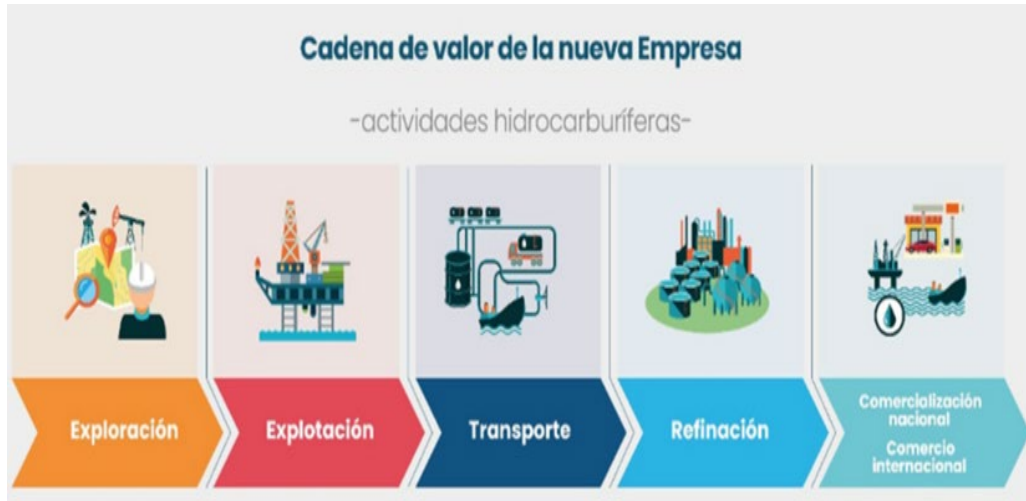 Cadena de valor de la nueva Empresa
-actividades hidrocarburíferas-
Exploración
Explotación
Transporte
Refinación
Comercialización
nacional
Comercio
internacional